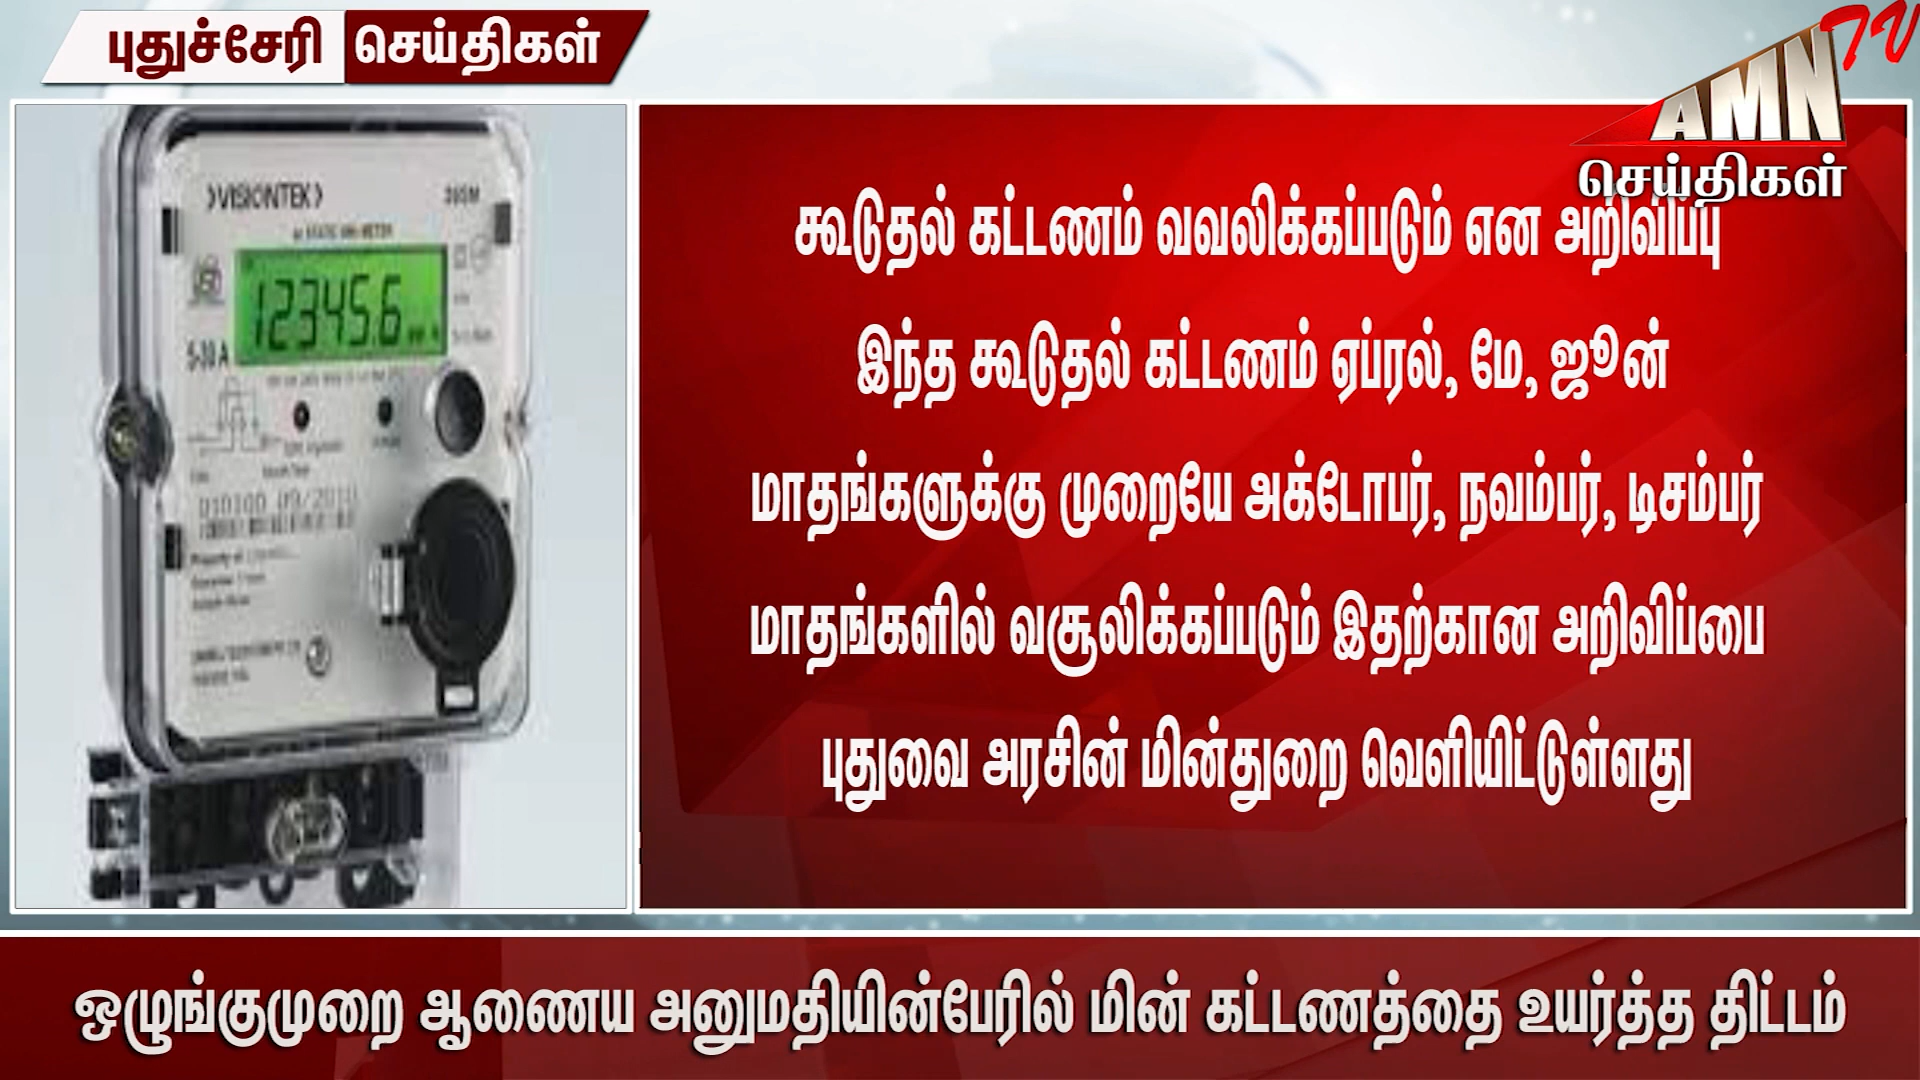 புதுச்சேரி செய்திகள்
AMN TV
செய்திகள்
VISIONTEK
12345.6
5-30 A
கூடுதல் கட்டணம் வவலிக்கப்படும் என அறிவிப்பு
இந்த கூடுதல் கட்டணம் ஏப்ரல், மே, ஜூன்
மாதங்களுக்கு முறையே அக்டோபர், நவம்பர், டிசம்பர்
மாதங்களில் வசூலிக்கப்படும் இதற்கான அறிவிப்பை
புதுவை அரசின் மின்துறை வெளியிட்டுள்ளது
ஒழுங்குமுறை ஆணைய அனுமதியின்பேரில் மின் கட்டணத்தை உயர்த்த திட்டம்